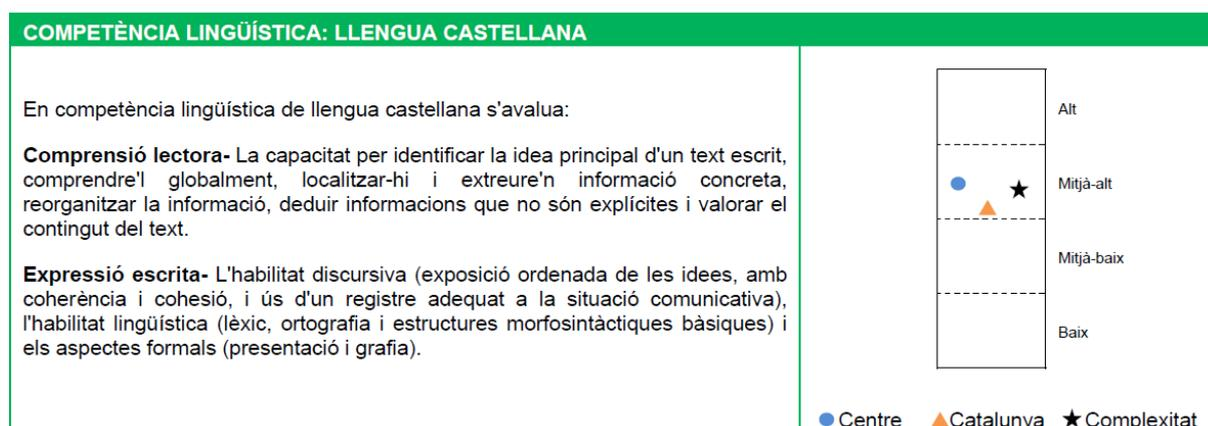 COMPETÈNCIA LINGÜÍSTICA: LLENGUA CASTELLANA
En competència lingüística de llengua castellana s'avalua:
Comprensió lectora- La capacitat per identificar la idea principal d'un text escrit,
comprendre'l globalment, localitzar-hi i extreure'n informació concreta,
reorganitzar la informació, deduir informacions que no són explícites i valorar el
contingut del text.
Expressió escrita- L'habilitat discursiva (exposició ordenada de les idees, amb
coherència i cohesió, i ús d'un registre adequat a la situació comunicativa),
l'habilitat lingüística (lèxic, ortografia i estructures morfosintàctiques bàsiques) i
els aspectes formals (presentació i grafia).
Alt
Mitjà-alt
Mitjà-baix
Baix
Centre Catalunya Complexitat